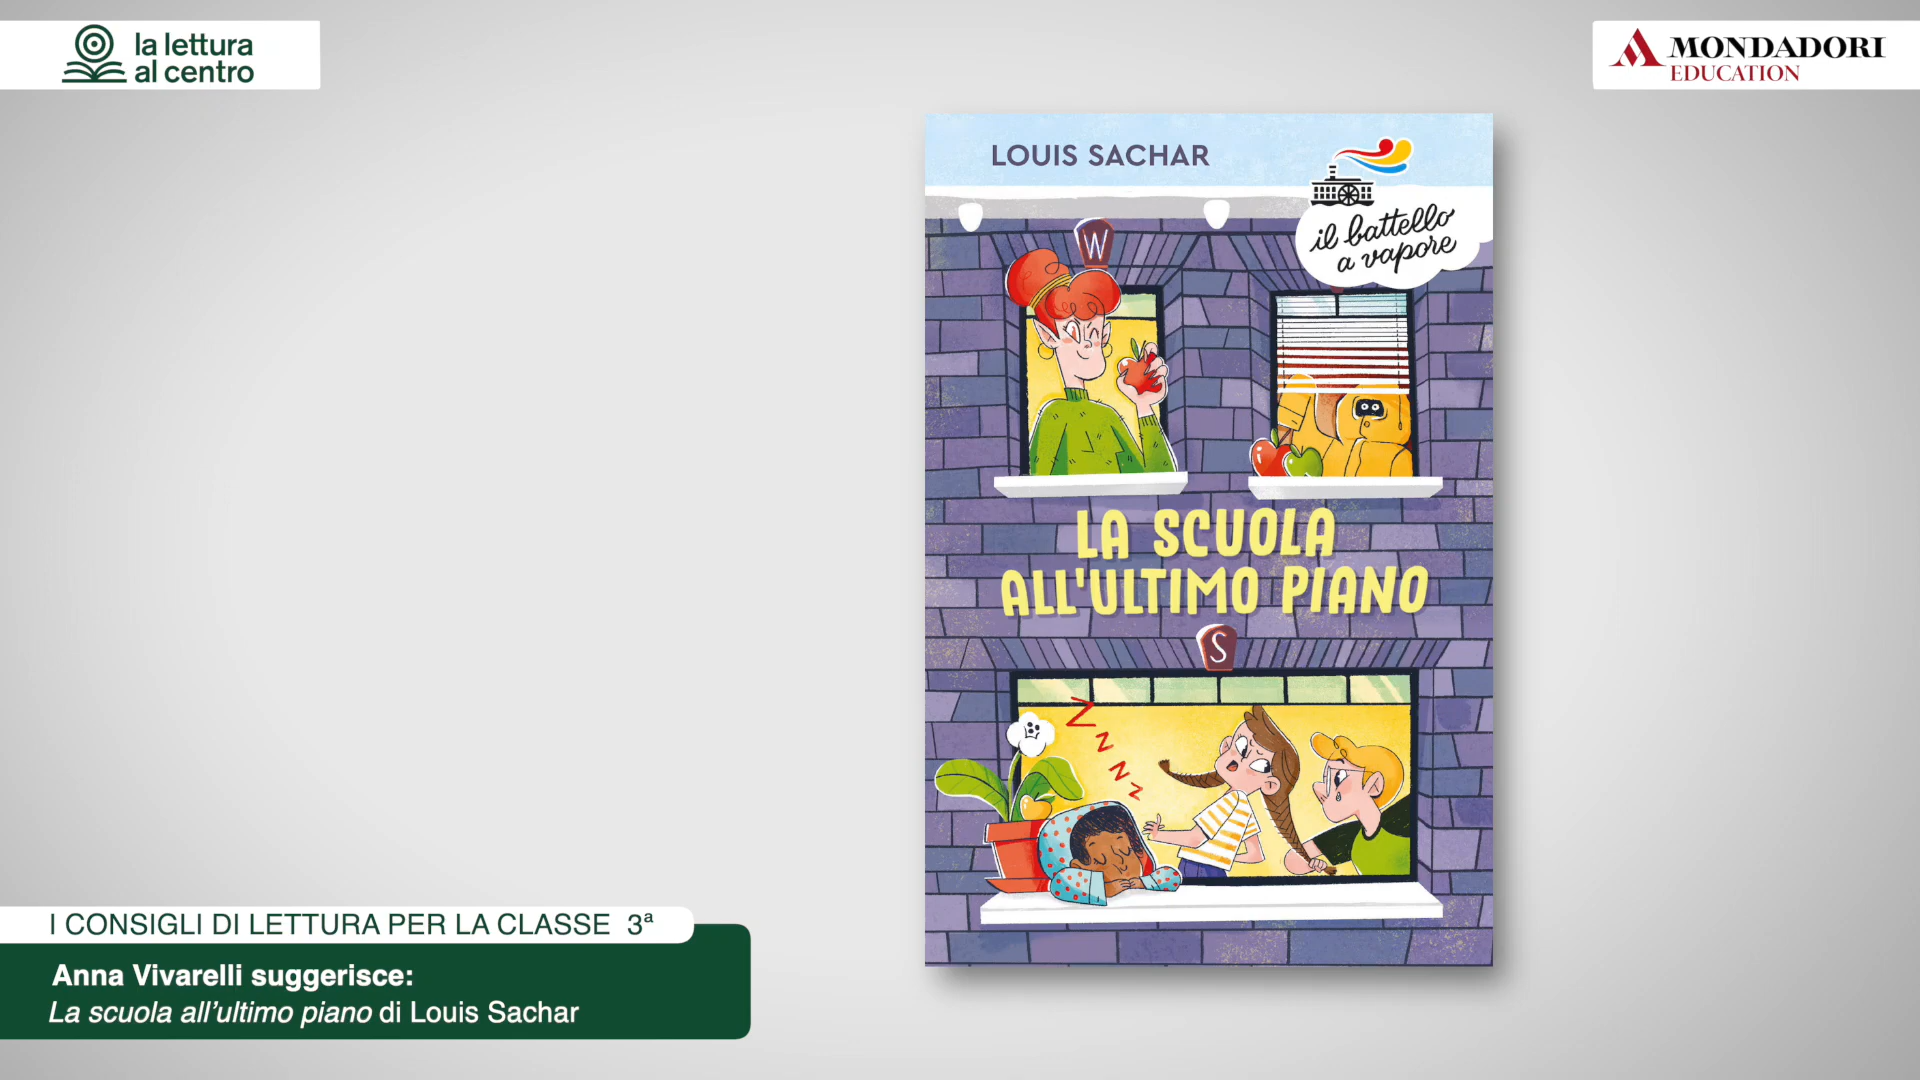 la lettura
al centro
MONDADORI
EDUCATION
LOUIS SACHAR
il battello
a vapore
W
LA SCUOLA
ALL'ULTIMO PIANO
S
Z
Z
Z
Z
I CONSIGLI DI LETTURA PER LA CLASSE 3ª
Anna Vivarelli suggerisce:
La scuola all’ultimo piano di Louis Sachar